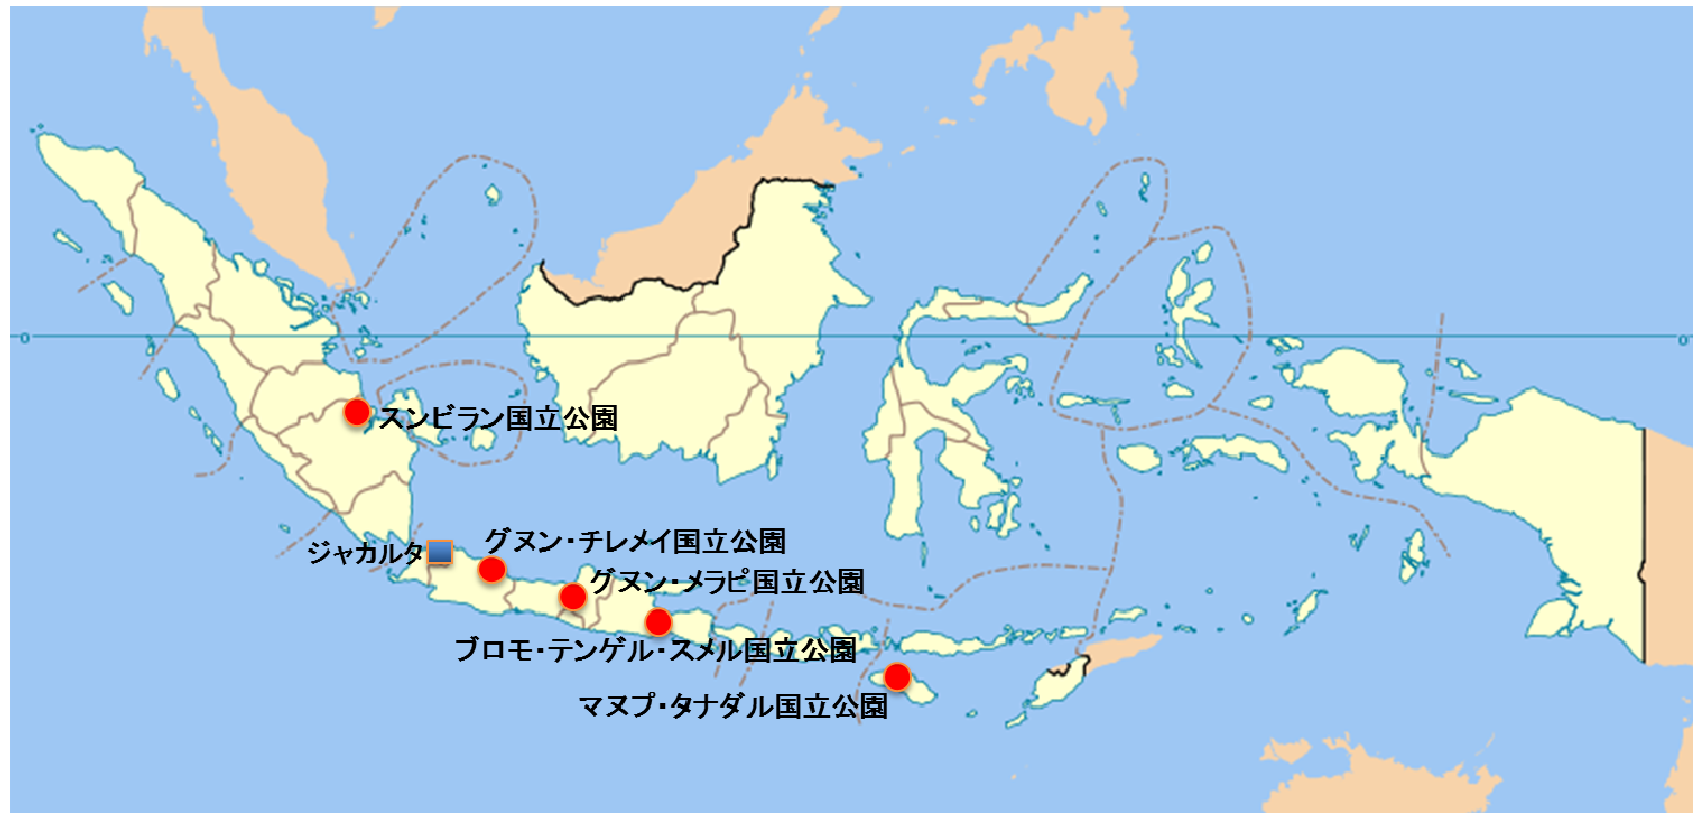 0
0
スンビラン国立公園
ジャカルタ
グヌン・チレメイ国立公園
グヌン・メラピ国立公園
ブロモ・テンゲル・スメル国立公園
マヌプ・タナダル国立公園